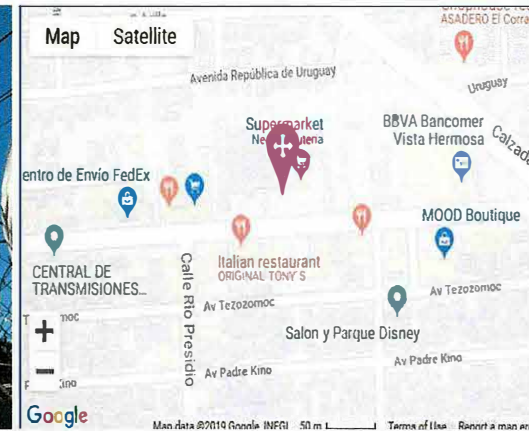 Map Satellite
ASADERO El Corra
Avenida República de Uruguay
Uruguay
Supermarket
BBVA Bancomer
Vista Hermosa
Calzada
entro de Envío FedEx
MOOD Boutique
CENTRAL DE
TRANSMISIONES...
Calle Rio Presidio
Italian restaurant
ORIGINAL TONY'S
Av Tezozomoc
Av Tezozomoc
Salon y Parque Disney
+
Av Padre Kino
Av Padre Kino
Google
Map data ©2019 Google, INEGI 50 m Terms of Use Report a map er